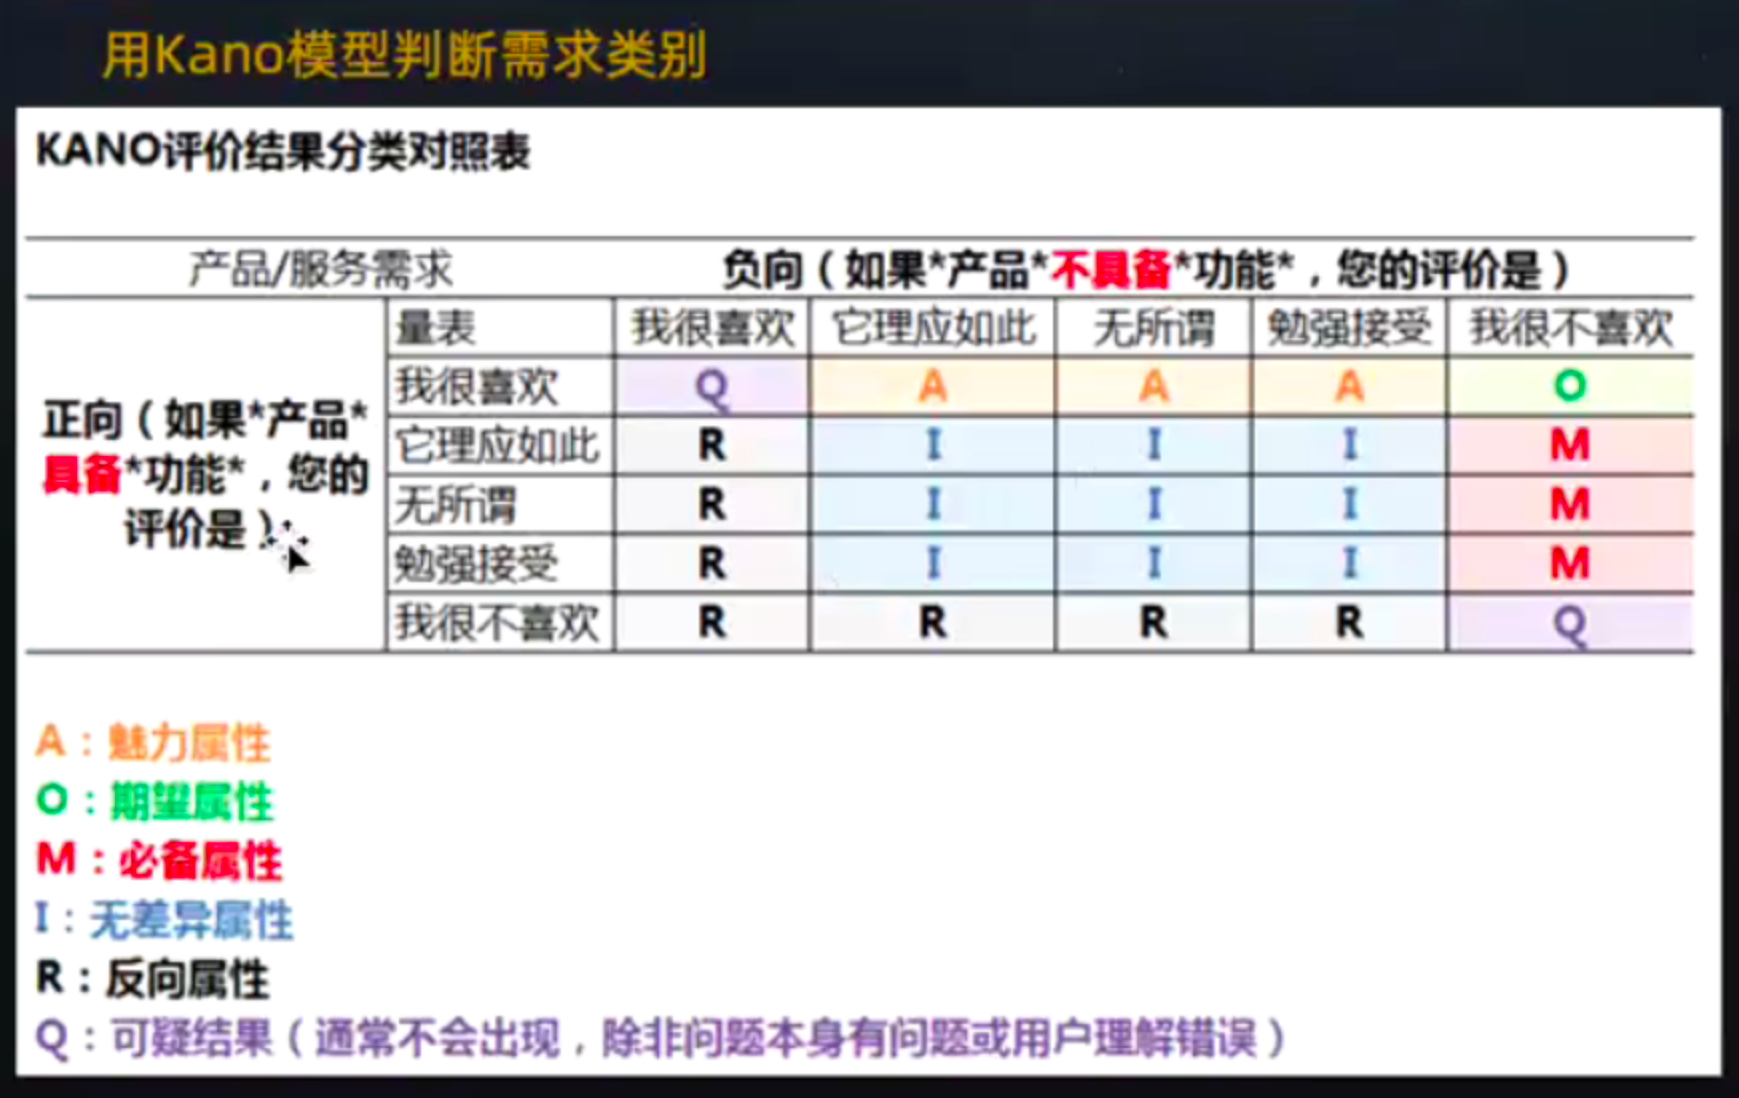 用Kano模型判断需求类别
KANO评价结果分类对照表
产品/服务需求 负向（如果*产品*不具备*功能*，您的评价是）
量表 我很喜欢 它理应如此 无所谓 勉强接受 我很不喜欢
正向（如果*产品*
具备*功能*，您的
评价是）
我很喜欢 Q A A A O
它理应如此 R I I I M
无所谓 R I I I M
勉强接受 R I I I M
我很不喜欢 R R R R Q
A：魅力属性
O：期望属性
M：必备属性
I：无差异属性
R：反向属性
Q：可疑结果（通常不会出现，除非问题本身有问题或用户理解错误）